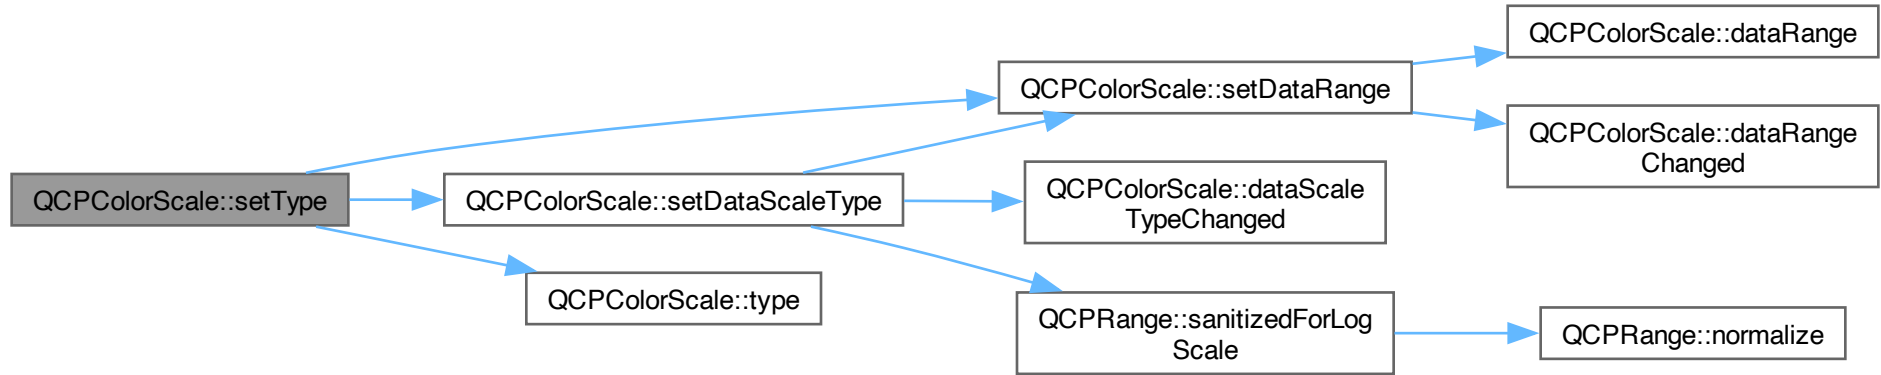 QCPColorScale::setType
QCPColorScale::setDataScaleType
QCPColorScale::type
QCPColorScale::setDataRange
QCPColorScale::dataScale
TypeChanged
QCPRange::sanitizedForLog
Scale
QCPColorScale::dataRange
QCPColorScale::dataRange
Changed
QCPRange::normalize